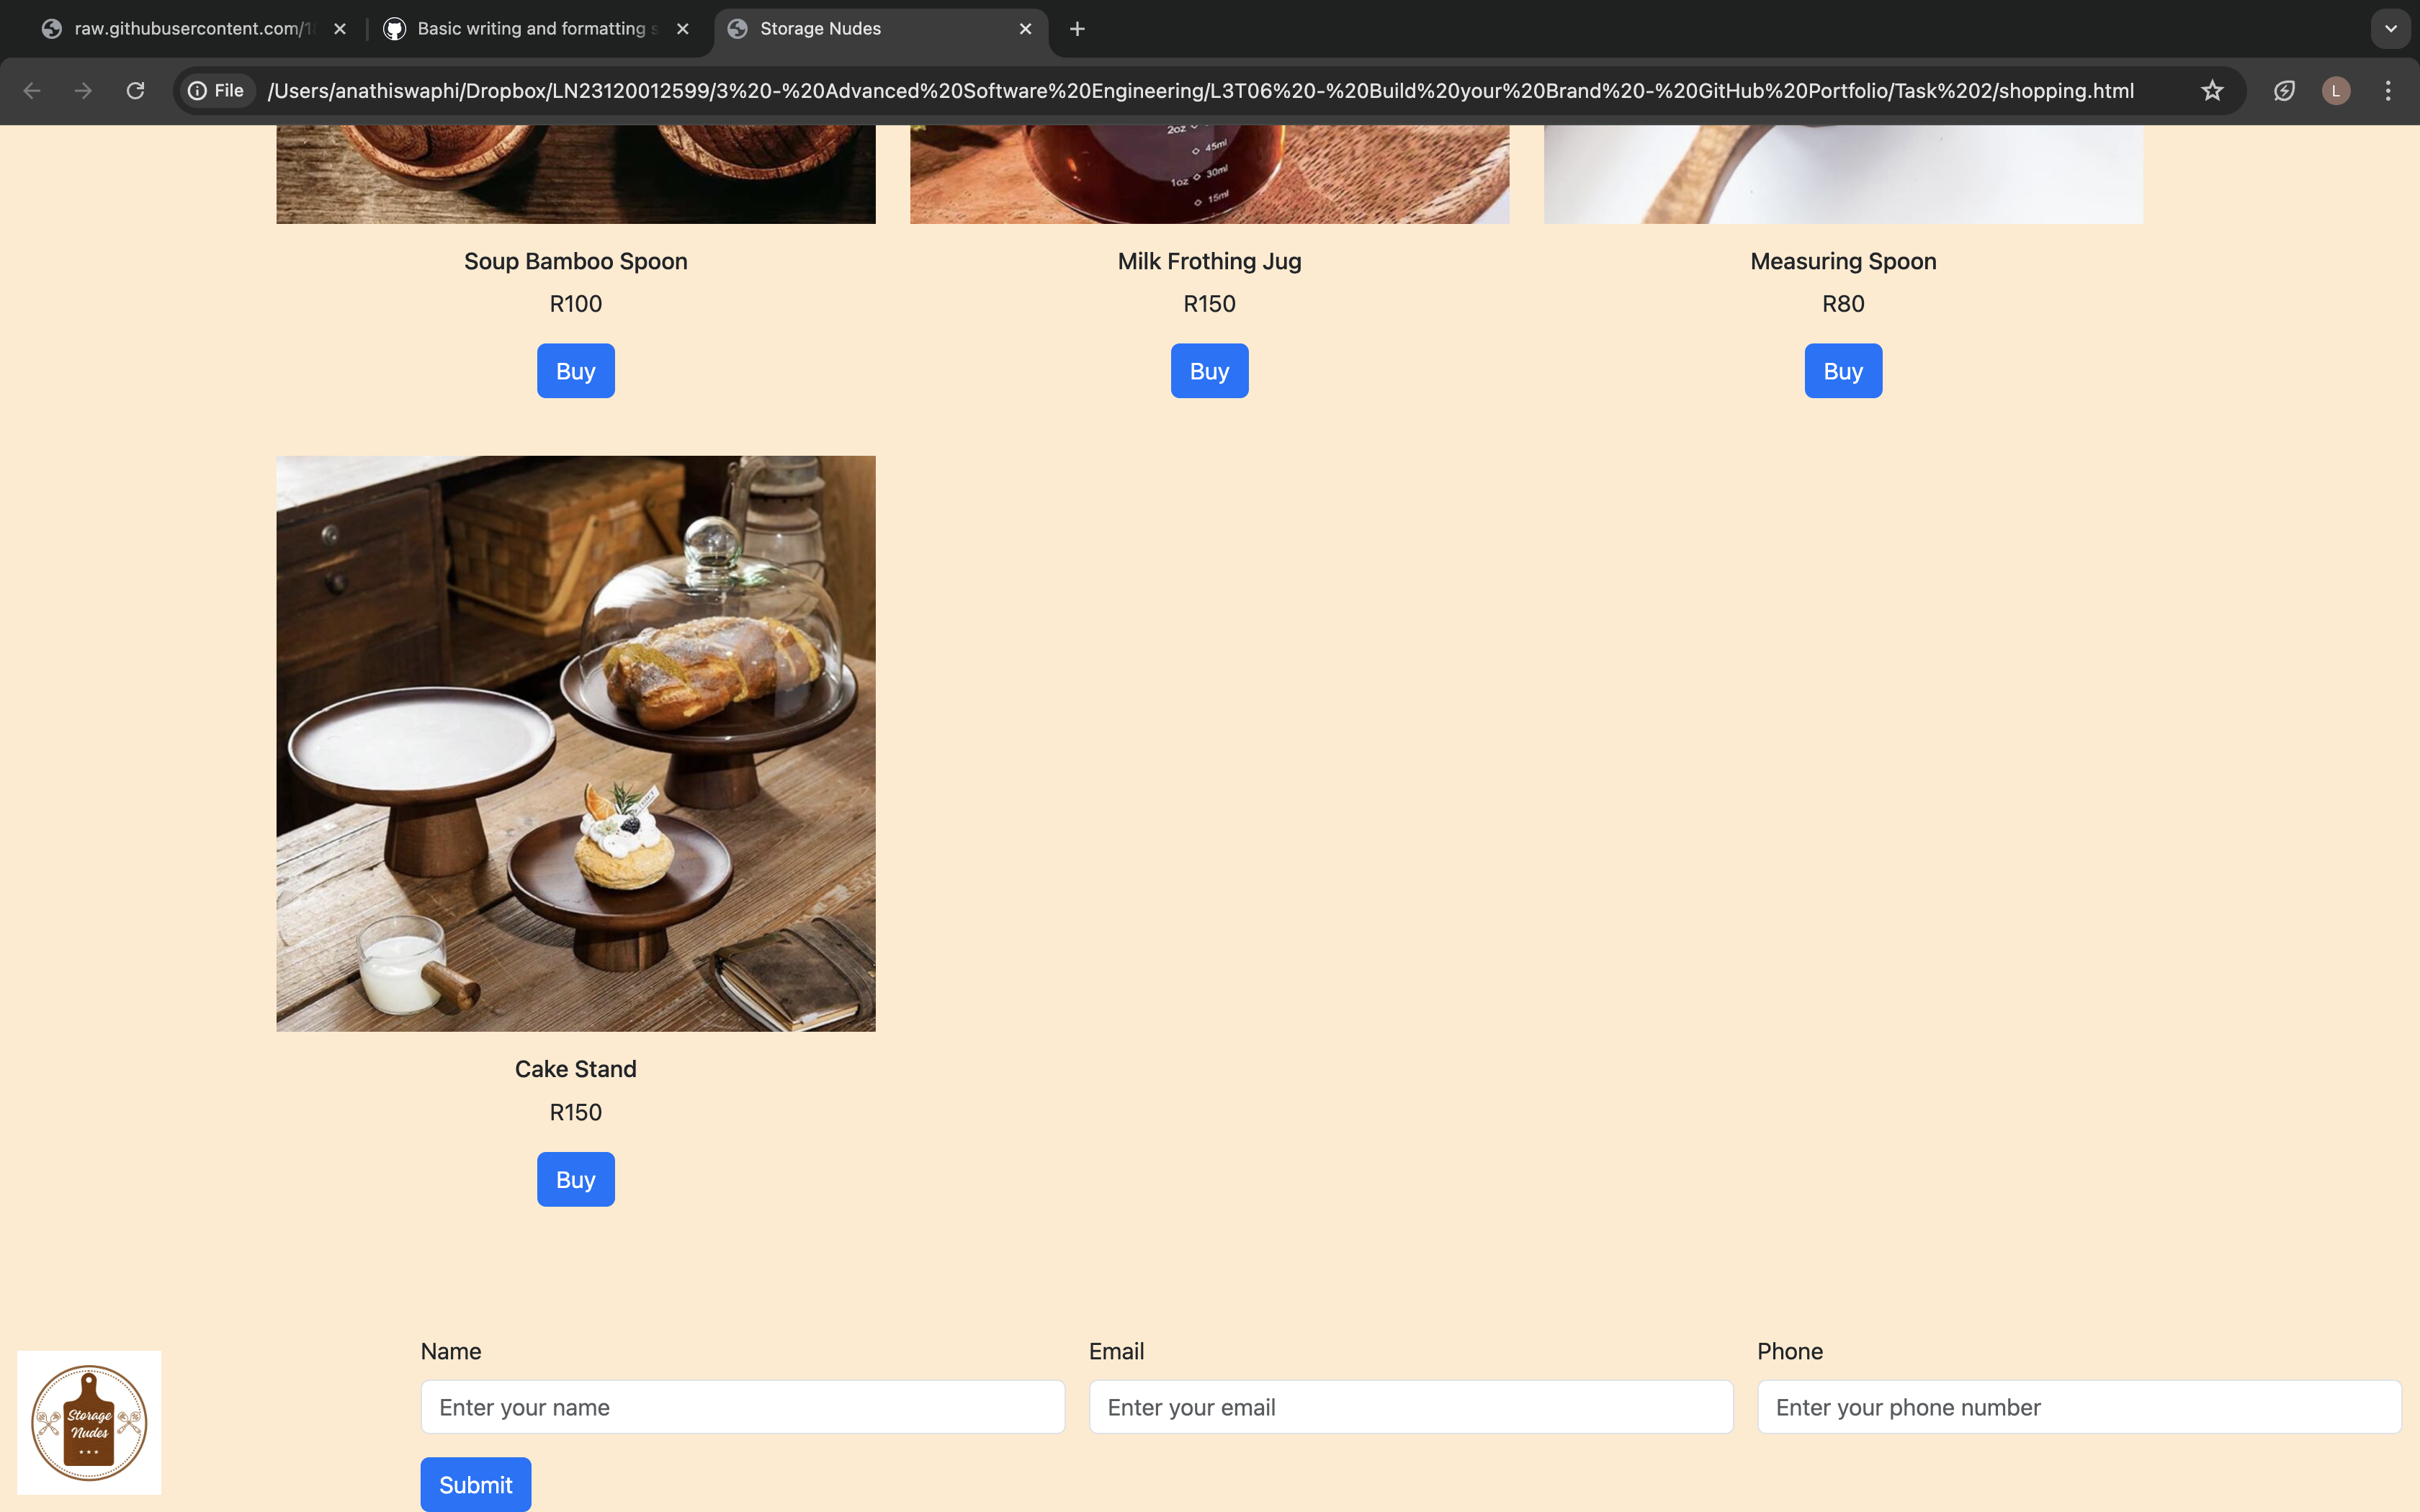 raw.githubusercontent.com/1
Basic writing and formatting s
Storage Nudes
File
/Users/anathiswaphi/Dropbox/LN23120012599/3%20-%20Advanced%20Software%20Engineering/L3T06%20-%20Build%20your%20Brand%20-%20GitHub%20Portfolio/Task%202/shopping.html
L
2oz
45ml
1oz 30ml
15ml
Soup Bamboo Spoon
Milk Frothing Jug
Measuring Spoon
R100
R150
R80
Buy
Buy
Buy
Cake Stand
R150
Buy
Name
Email
Phone
Enter your name
Enter your email
Enter your phone number
Submit
Storage
Nudes